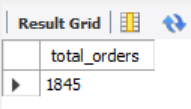 Result Grid
total_orders
1845